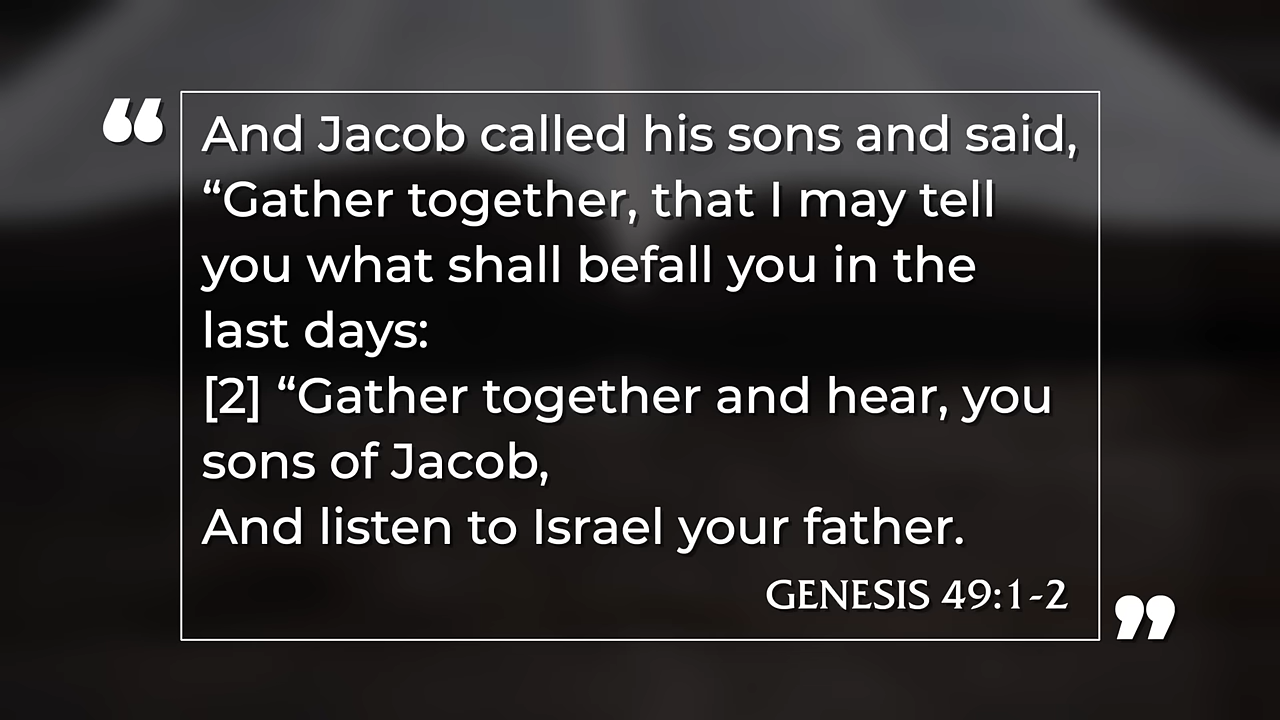 And Jacob called his sons and said,
“Gather together, that I may tell
you what shall befall you in the
last days:
[2] “Gather together and hear, you
sons of Jacob,
And listen to Israel your father.
GENESIS 49:1-2